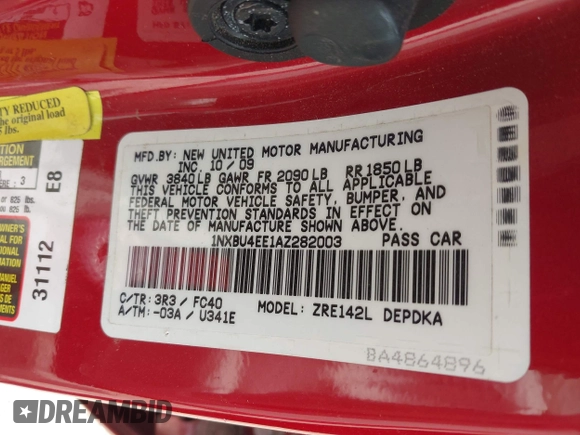 TY REDUCED
the original load
lbs.
3
E8
31112
MFD.BY: NEW UNITED MOTOR MANUFACTURING
INC. 10/09
GVWR 3840LB GAWR FR 2090LB RR1850LB
THIS VEHICLE CONFORMS TO ALL APPLICABLE
FEDERAL MOTOR VEHICLE SAFETY, BUMPER, AND
THEFT PREVENTION STANDARDS IN EFFECT ON
THE DATE OF MANUFACTURE SHOWN ABOVE.
1NXBU4EE1AZ282003 PASS CAR
C/TR: 3R3 / FC40
A/TM: -03A / U341E
MODEL: ZRE142L DEPDKA
BA4864896
DREAMBID